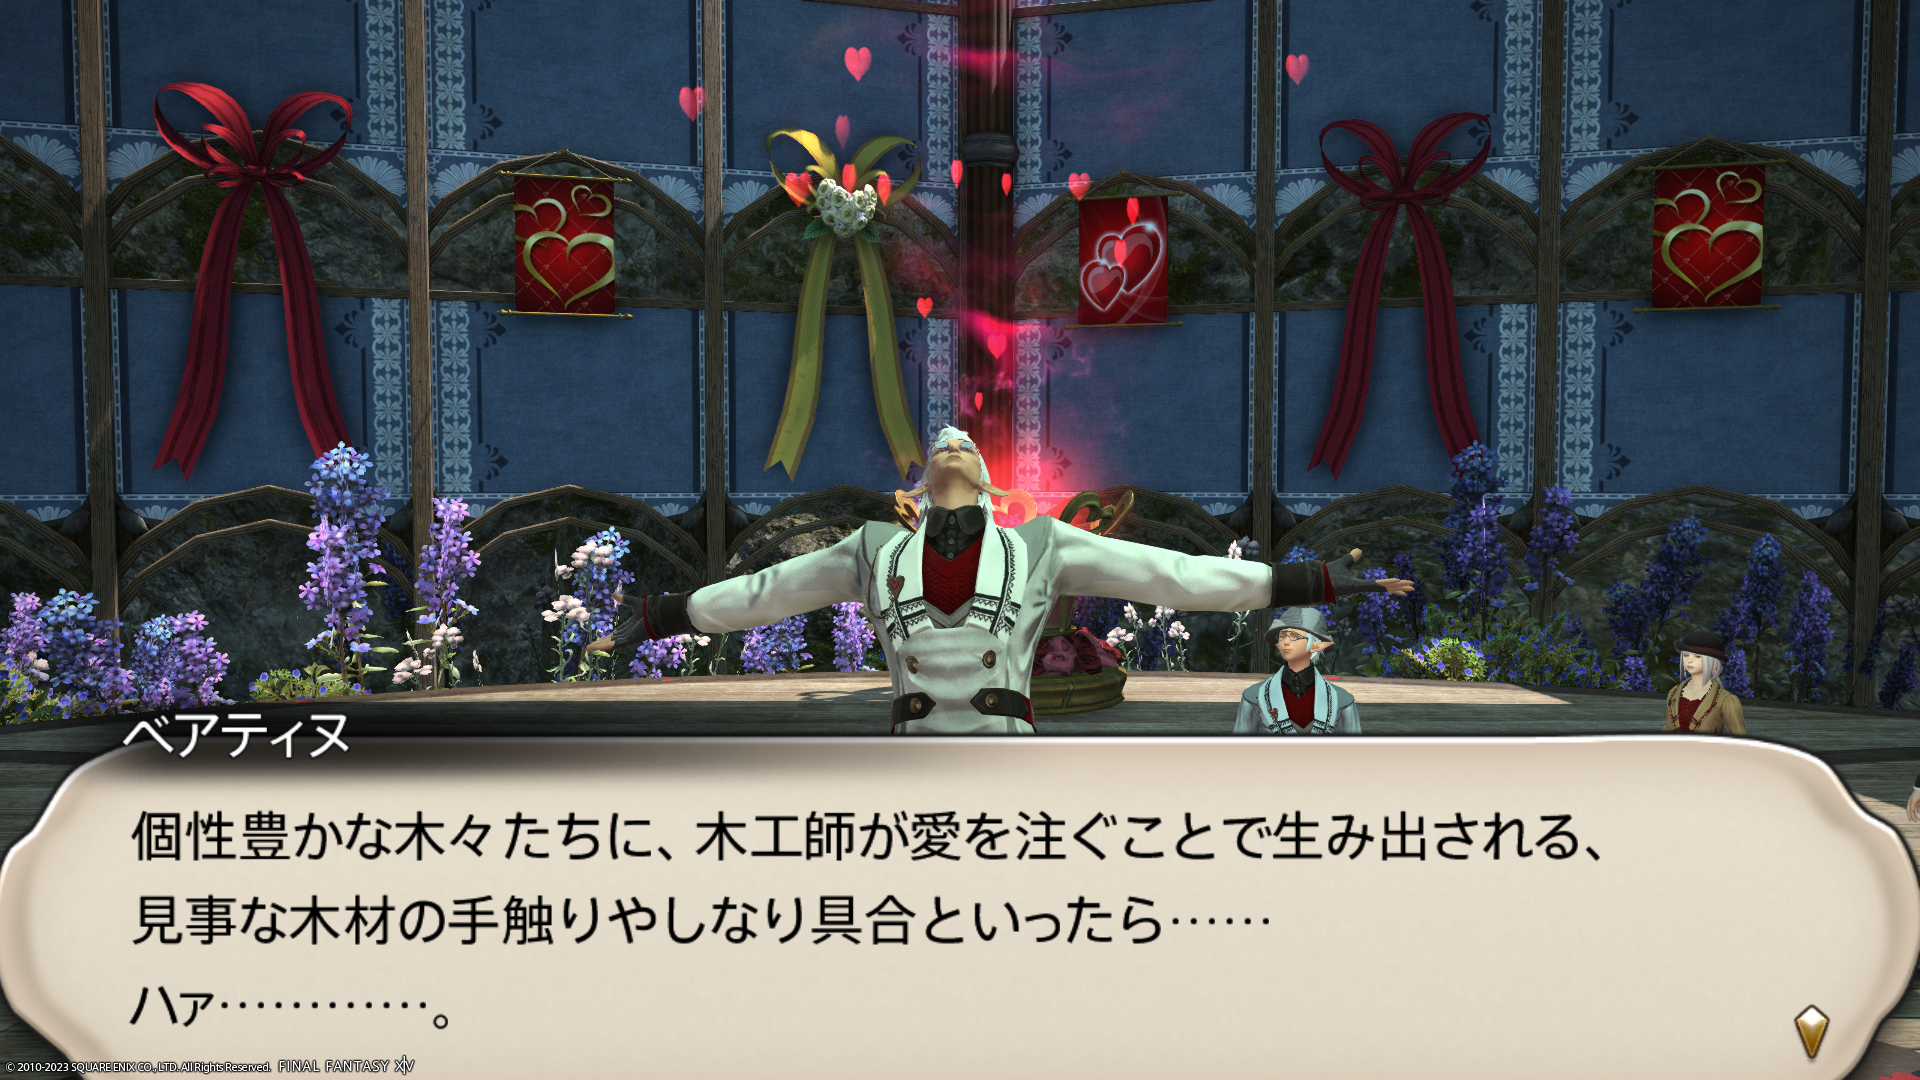 ベアティヌ
個性豊かな木々たちに、木工師が愛を注ぐことで生み出される、
見事な木材の手触りやしなり具合といったら……
ハァ…………。
© 2010-2023 SQUARE ENIX CO., LTD. All Rights Reserved. FINAL FANTASY XIV